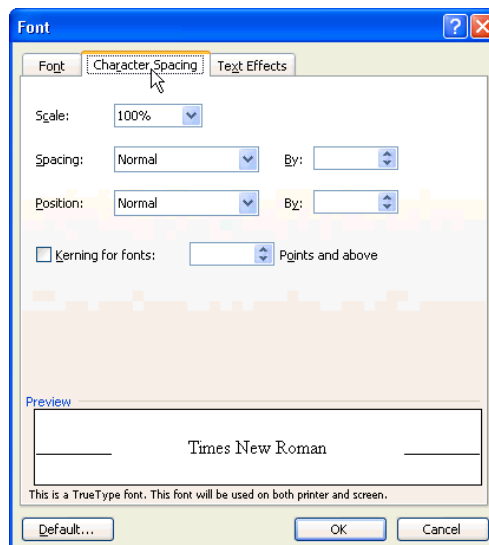 Font
Font Character Spacing Text Effects
Scale: 100%
Spacing: Normal By:
Position: Normal By:
Kerning for fonts: Points and above
Preview
Times New Roman
This is a TrueType font. This font will be used on both printer and screen.
Default... OK Cancel